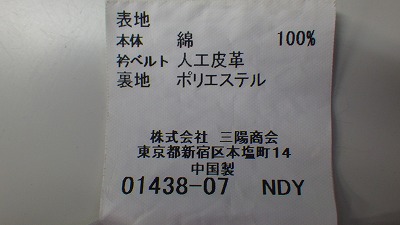 表地
本体 綿 100%
衿ベルト 人工皮革
裏地 ポリエステル
株式会社 三陽商会
東京都新宿区本塩町14
中国製
01438-07 NDY